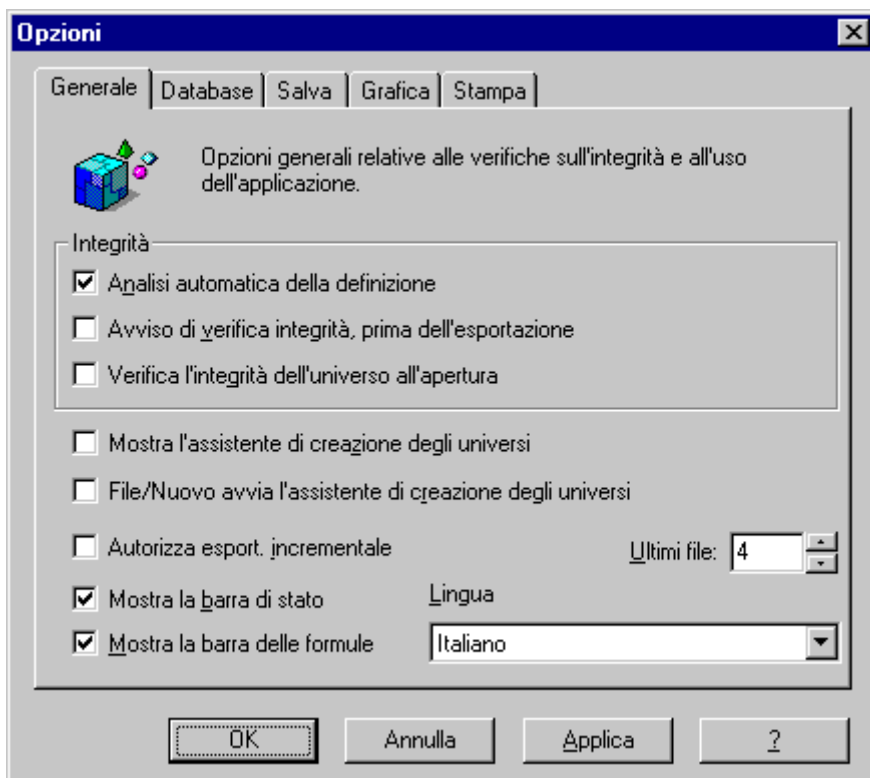 Opzioni
Generale Database Salva Grafica Stampa
Opzioni generali relative alle verifiche sull'integrità e all'uso
dell'applicazione.
Integrità
Analisi automatica della definizione
Avviso di verifica integrità, prima dell'esportazione
Verifica l'integrità dell'universo all'apertura
Mostra l'assistente di creazione degli universi
File/Nuovo avvia l'assistente di creazione degli universi
Autorizza esport. incrementale Ultimi file: 4
Mostra la barra di stato Lingua
Mostra la barra delle formule Italiano
OK Annulla Applica ?